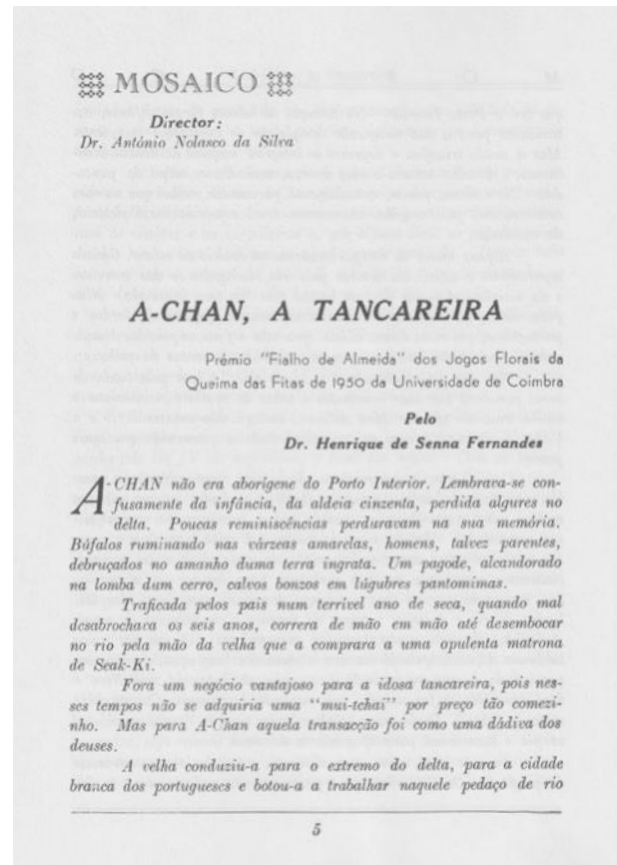 MOSAICO
Director:
Dr. António Nolasco da Silva
A-CHAN, A TANCAREIRA
Prémio "Fialho de Almeida" dos Jogos Florais da
Queima das Fitas de 1950 da Universidade de Coimbra
Pelo
Dr. Henrique de Senna Fernandes
A-CHAN não era aborígene do Porto Interior. Lembrava-se con-
fusamente da infância, da aldeia cinzenta, perdida algures no
delta. Poucas reminiscências perduravam na sua memória.
Búfalos ruminando nas várzeas amarelas, homens, talvez parentes,
debruçados no amanho duma terra ingrata. Um pagode, alcandorado
na lomba dum cerro, calvos bonzos em lúgubres pantomimas.
Traficada pelos pais num terrível ano de seca, quando mal
desabrochara os seis anos, correra de mão em mão até desembocar
no rio pela mão da velha que a comprara a uma opulenta matrona
de Seak-Ki.
Fora um negócio vantajoso para a idosa tancareira, pois nes-
ses tempos não se adquiria uma "mui-tchai" por preço tão comezi-
nho. Mas para A-Chan aquela transacção foi como uma dádiva dos
deuses.
A velha conduziu-a para o extremo do delta, para a cidade
branca dos portugueses e botou-a a trabalhar naquele pedaço de rio
5